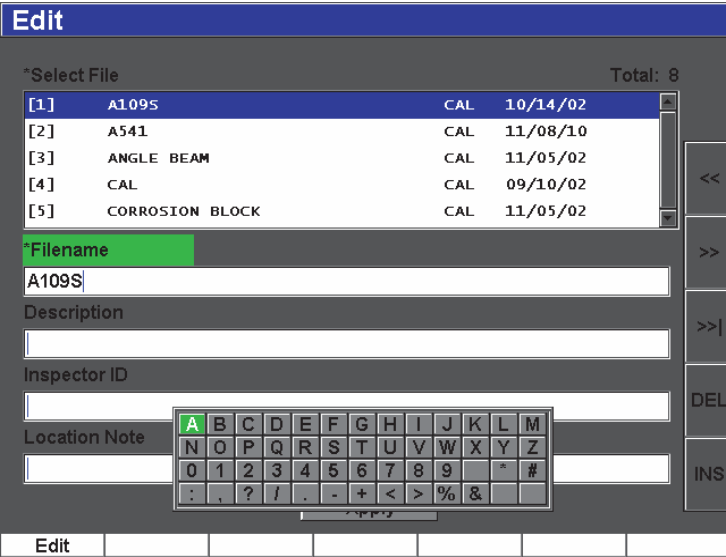 Edit
*Select File Total: 8
[1] A109S CAL 10/14/02
[2] A541 CAL 11/08/10
[3] ANGLE BEAM CAL 11/05/02
[4] CAL CAL 09/10/02
[5] CORROSION BLOCK CAL 11/05/02
<<
*Filename
>>
A109S
Description
>>|
Inspector ID
DEL
A B C D E F G H I J K L M
Location Note
N O P Q R S T U V W X Y Z
0 1 2 3 4 5 6 7 8 9 * #
INS
: , ? / . - + < > % &
Apply
Edit